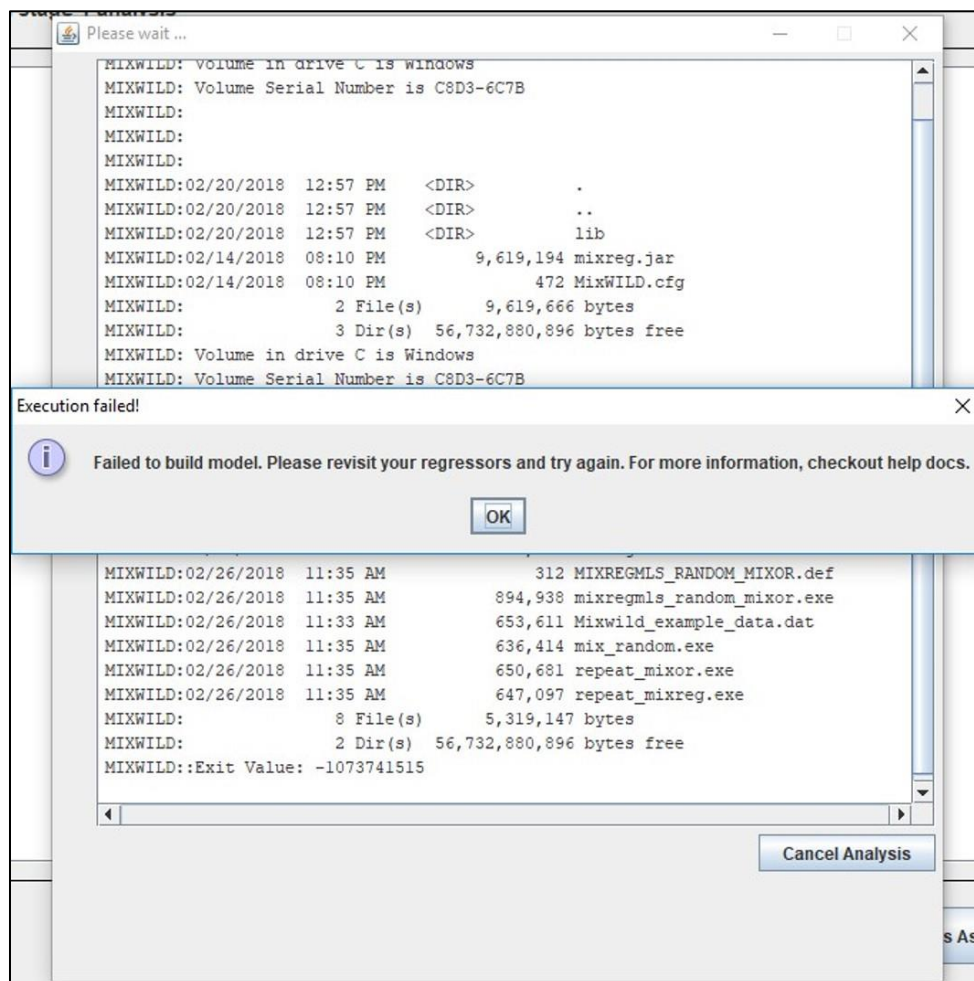 Please wait ...
MIXWILD: Volume in drive C is Windows
MIXWILD: Volume Serial Number is C8D3-6C7B
MIXWILD:
MIXWILD:
MIXWILD:
MIXWILD:02/20/2018 12:57 PM <DIR> .
MIXWILD:02/20/2018 12:57 PM <DIR> ..
MIXWILD:02/20/2018 12:57 PM <DIR> lib
MIXWILD:02/14/2018 08:10 PM 9,619,194 mixreg.jar
MIXWILD:02/14/2018 08:10 PM 472 MixWILD.cfg
MIXWILD: 2 File(s) 9,619,666 bytes
MIXWILD: 3 Dir(s) 56,732,880,896 bytes free
MIXWILD: Volume in drive C is Windows
MIXWILD: Volume Serial Number is C8D3-6C7B
Execution failed!
Failed to build model. Please revisit your regressors and try again. For more information, checkout help docs.
OK
MIXWILD:02/26/2018 11:35 AM 312 MIXREGMLS_RANDOM_MIXOR.def
MIXWILD:02/26/2018 11:35 AM 894,938 mixregmls_random_mixor.exe
MIXWILD:02/26/2018 11:33 AM 653,611 Mixwild_example_data.dat
MIXWILD:02/26/2018 11:35 AM 636,414 mix_random.exe
MIXWILD:02/26/2018 11:35 AM 650,681 repeat_mixor.exe
MIXWILD:02/26/2018 11:35 AM 647,097 repeat_mixreg.exe
MIXWILD: 8 File(s) 5,319,147 bytes
MIXWILD: 2 Dir(s) 56,732,880,896 bytes free
MIXWILD::Exit Value: -1073741515
Cancel Analysis
s As